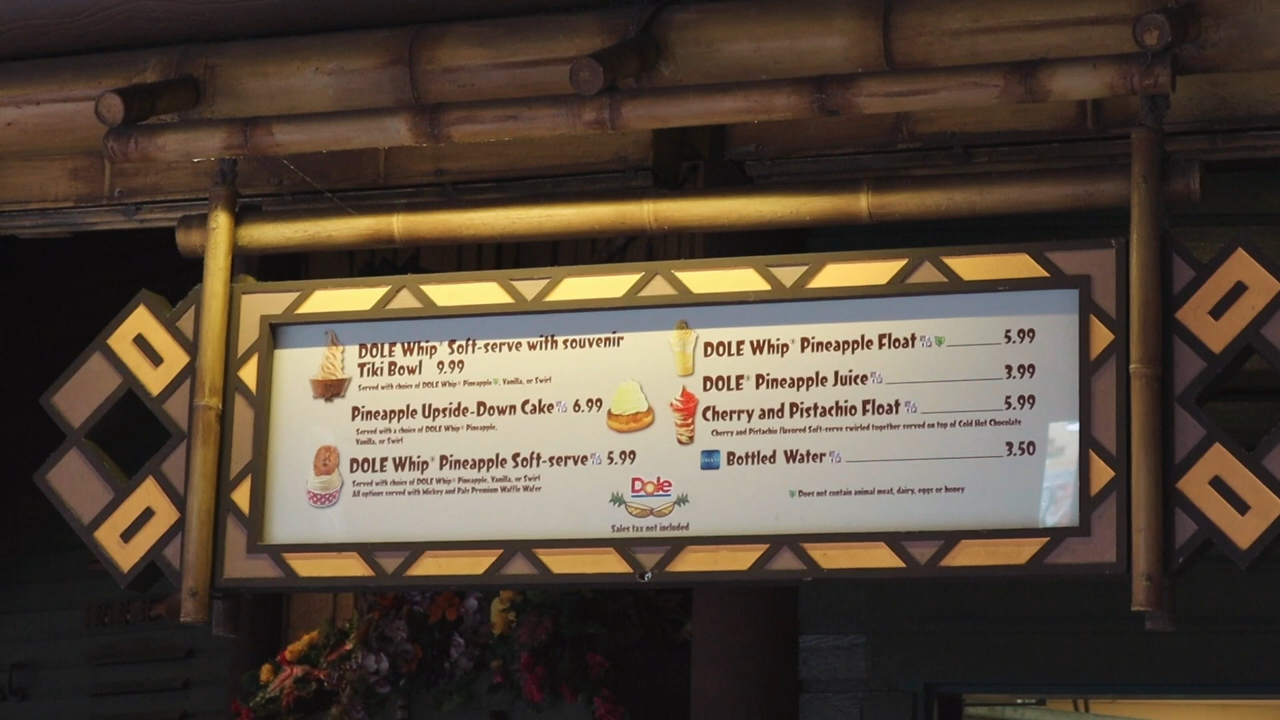 DOLE Whip® Soft-serve with souvenir
Tiki Bowl 9.99
Served with choice of DOLE Whip® Pineapple, Vanilla, or Swirl
Pineapple Upside-Down Cake 6.99
Served with a choice of DOLE Whip® Pineapple,
Vanilla, or Swirl
DOLE Whip® Pineapple Soft-serve 5.99
Served with choice of DOLE Whip® Pineapple, Vanilla, or Swirl
All options served with Mickey and Pals Premium Waffle Wafer
DOLE Whip® Pineapple Float 5.99
DOLE® Pineapple Juice 3.99
Cherry and Pistachio Float 5.99
Cherry and Pistachio flavored Soft-serve swirled together served on top of Cold Hot Chocolate
Bottled Water 3.50
Does not contain animal meat, dairy, eggs or honey
Dole
Sales tax not included